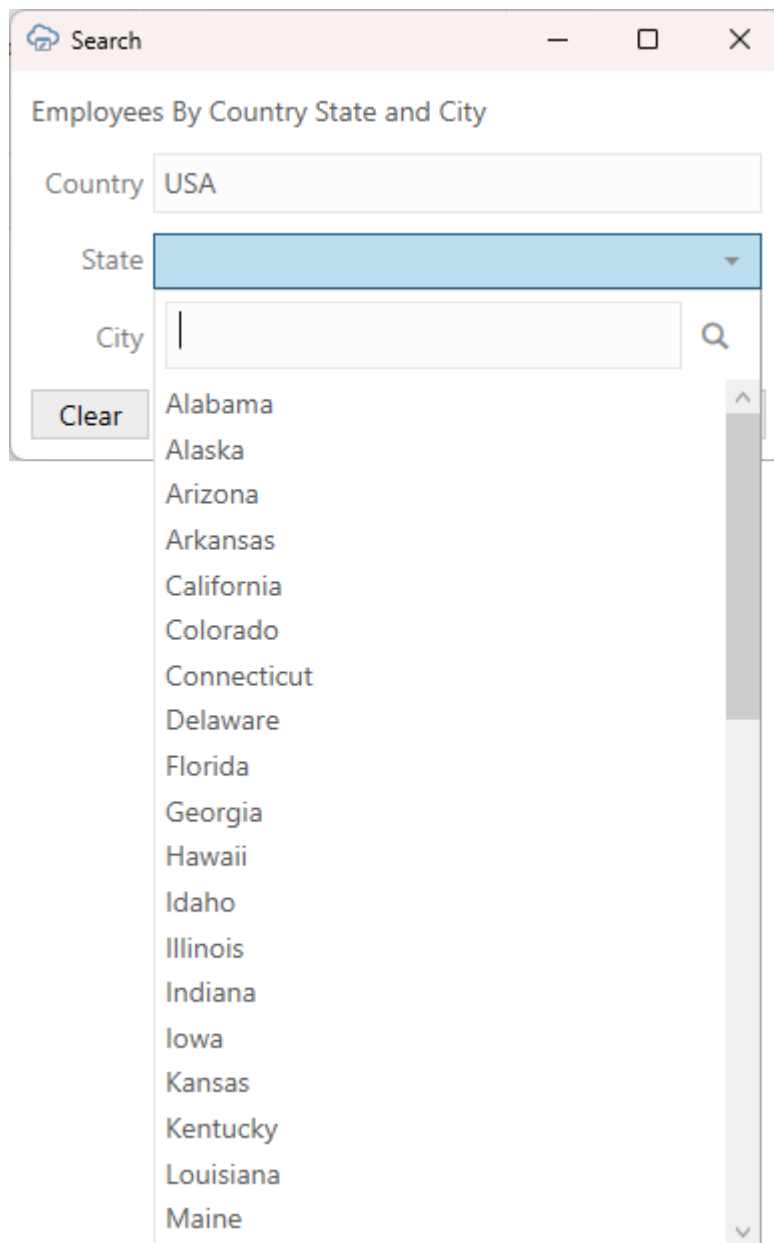 Search
Employees By Country State and City
Country USA
State
City
Clear
Alabama
Alaska
Arizona
Arkansas
California
Colorado
Connecticut
Delaware
Florida
Georgia
Hawaii
Idaho
Illinois
Indiana
Iowa
Kansas
Kentucky
Louisiana
Maine